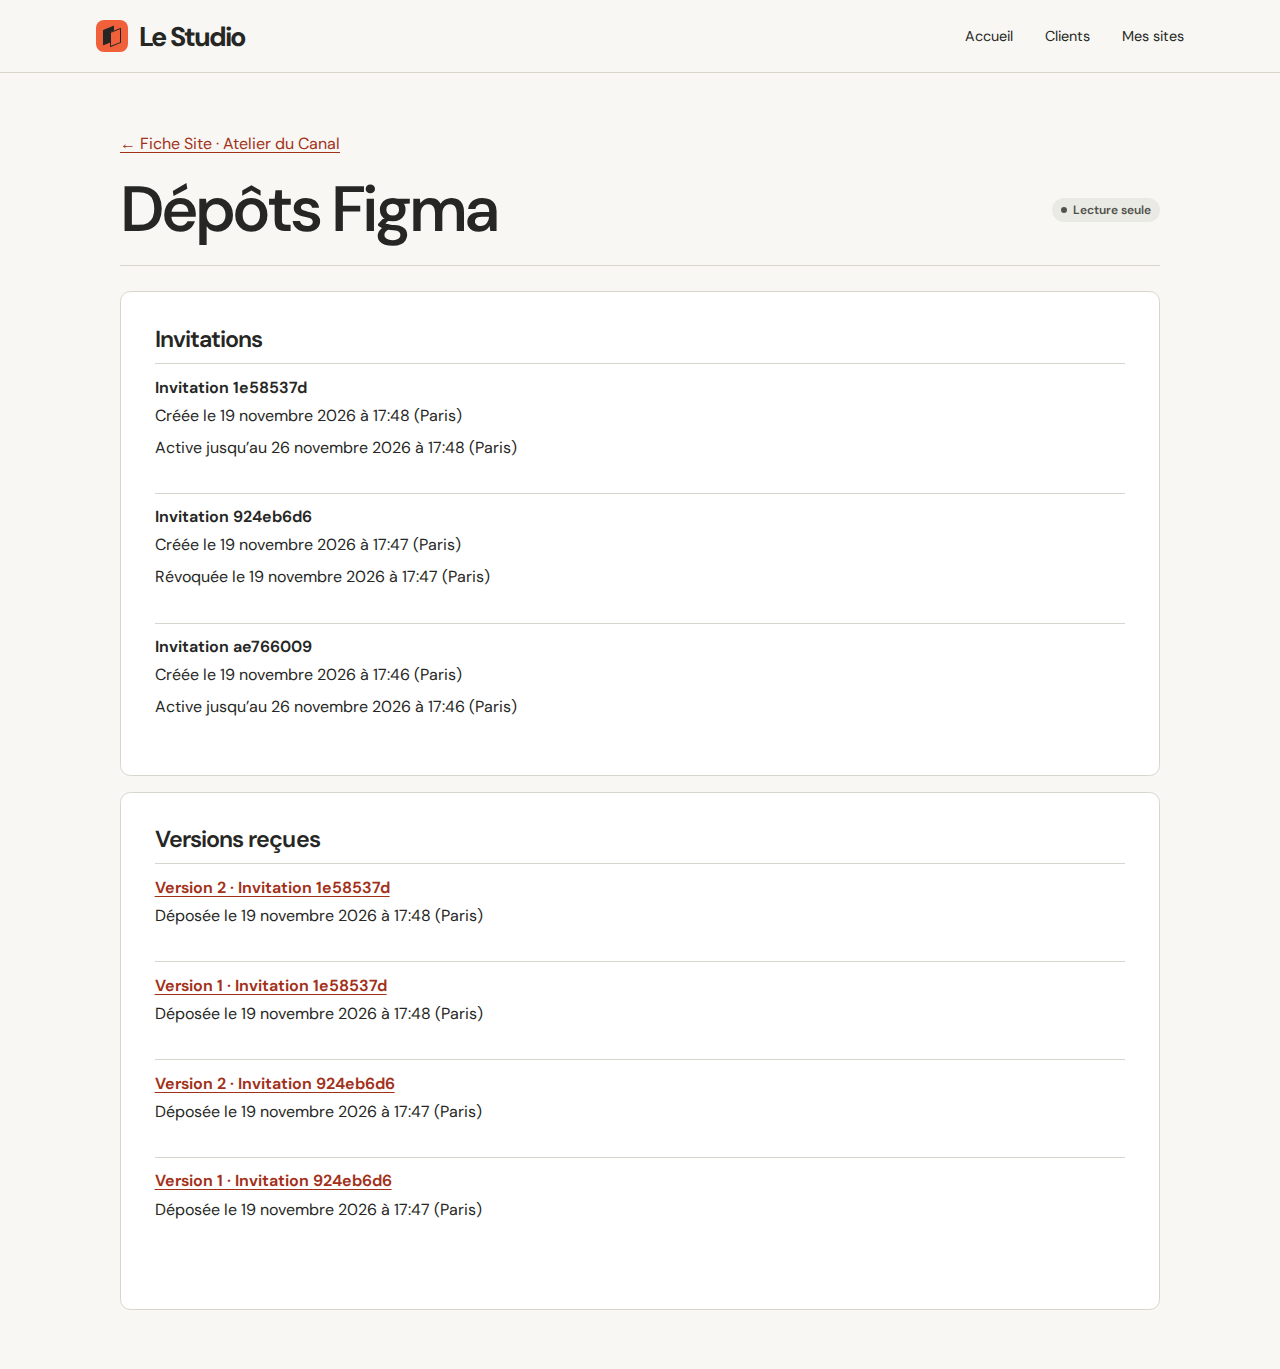 Le Studio
Accueil
Clients
Mes sites
← Fiche Site · Atelier du Canal
Dépôts Figma
Lecture seule
Invitations
Invitation 1e58537d
Créée le 19 novembre 2026 à 17:48 (Paris)
Active jusqu’au 26 novembre 2026 à 17:48 (Paris)
Invitation 924eb6d6
Créée le 19 novembre 2026 à 17:47 (Paris)
Révoquée le 19 novembre 2026 à 17:47 (Paris)
Invitation ae766009
Créée le 19 novembre 2026 à 17:46 (Paris)
Active jusqu’au 26 novembre 2026 à 17:46 (Paris)
Versions reçues
Version 2 · Invitation 1e58537d
Déposée le 19 novembre 2026 à 17:48 (Paris)
Version 1 · Invitation 1e58537d
Déposée le 19 novembre 2026 à 17:48 (Paris)
Version 2 · Invitation 924eb6d6
Déposée le 19 novembre 2026 à 17:47 (Paris)
Version 1 · Invitation 924eb6d6
Déposée le 19 novembre 2026 à 17:47 (Paris)